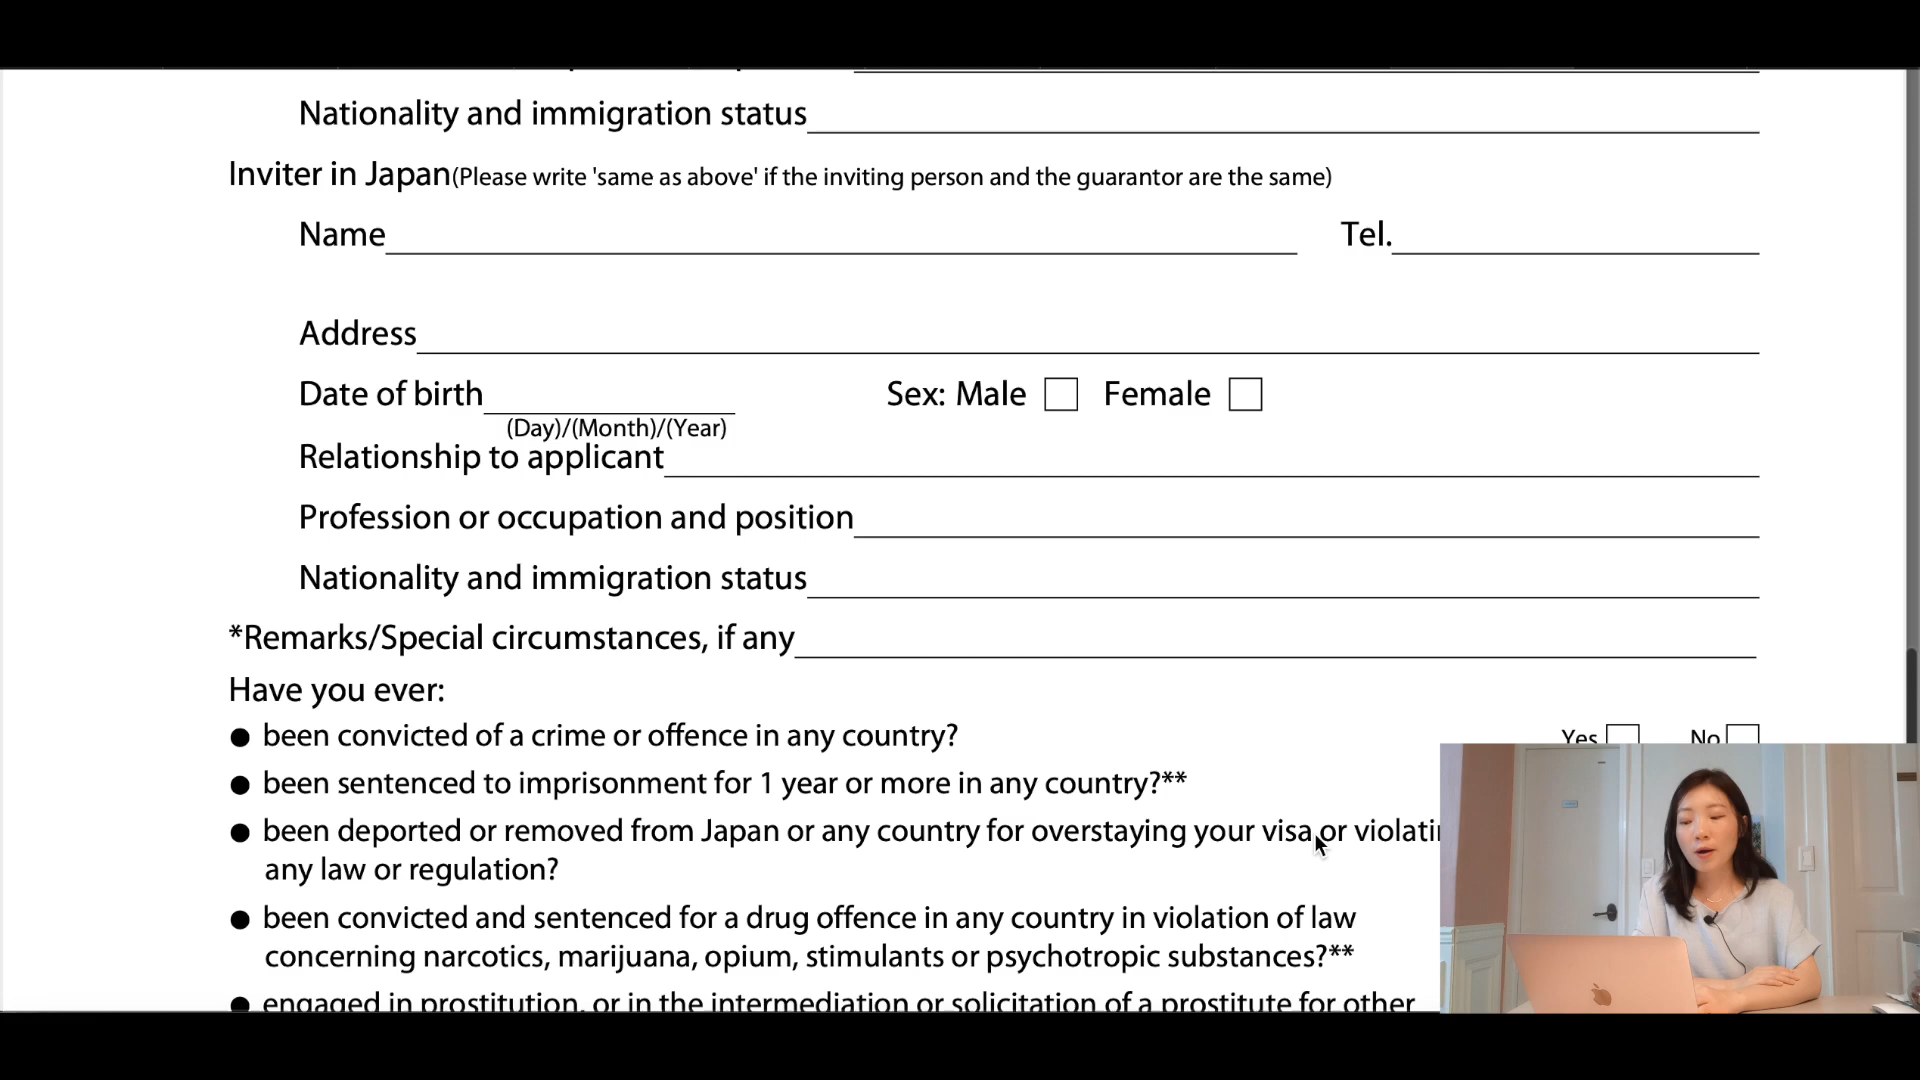 Nationality and immigration status
Inviter in Japan(Please write 'same as above' if the inviting person and the guarantor are the same)
Name Tel.
Address
Date of birth Sex: Male Female
(Day)/(Month)/(Year)
Relationship to applicant
Profession or occupation and position
Nationality and immigration status
*Remarks/Special circumstances, if any
Have you ever:
● been convicted of a crime or offence in any country? Yes No
● been sentenced to imprisonment for 1 year or more in any country?**
● been deported or removed from Japan or any country for overstaying your visa or
any law or regulation?
● been convicted and sentenced for a drug offence in any country in violation of law
concerning narcotics, marijuana, opium, stimulants or psychotropic substances?**
● engaged in prostitution, or in the intermediation or solicitation of a prostitute for other